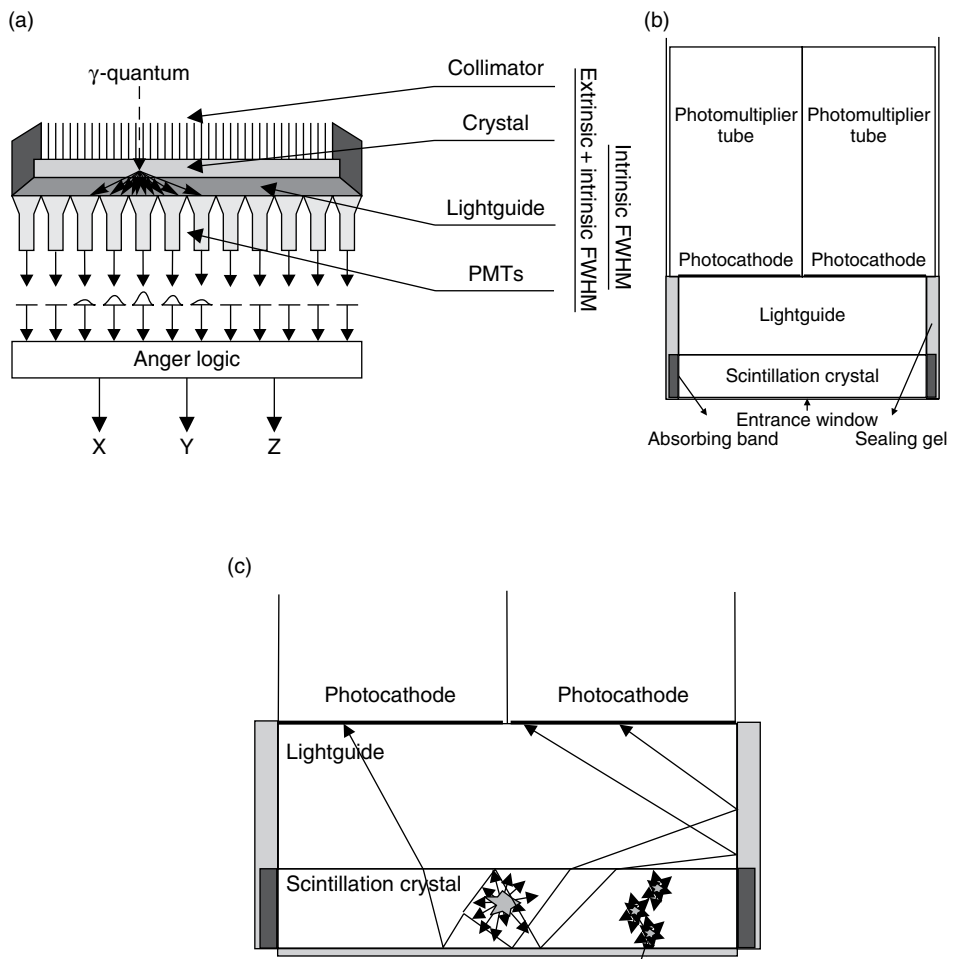 (a)
γ-quantum
Collimator
Crystal
Lightguide
PMTs
Extrinsic + intrinsic FWHM
Intrinsic FWHM
Anger logic
X
Y
Z
(b)
Photomultiplier
tube
Photomultiplier
tube
Photocathode
Photocathode
Lightguide
Scintillation crystal
Entrance window
Absorbing band
Sealing gel
(c)
Photocathode
Photocathode
Lightguide
Scintillation crystal